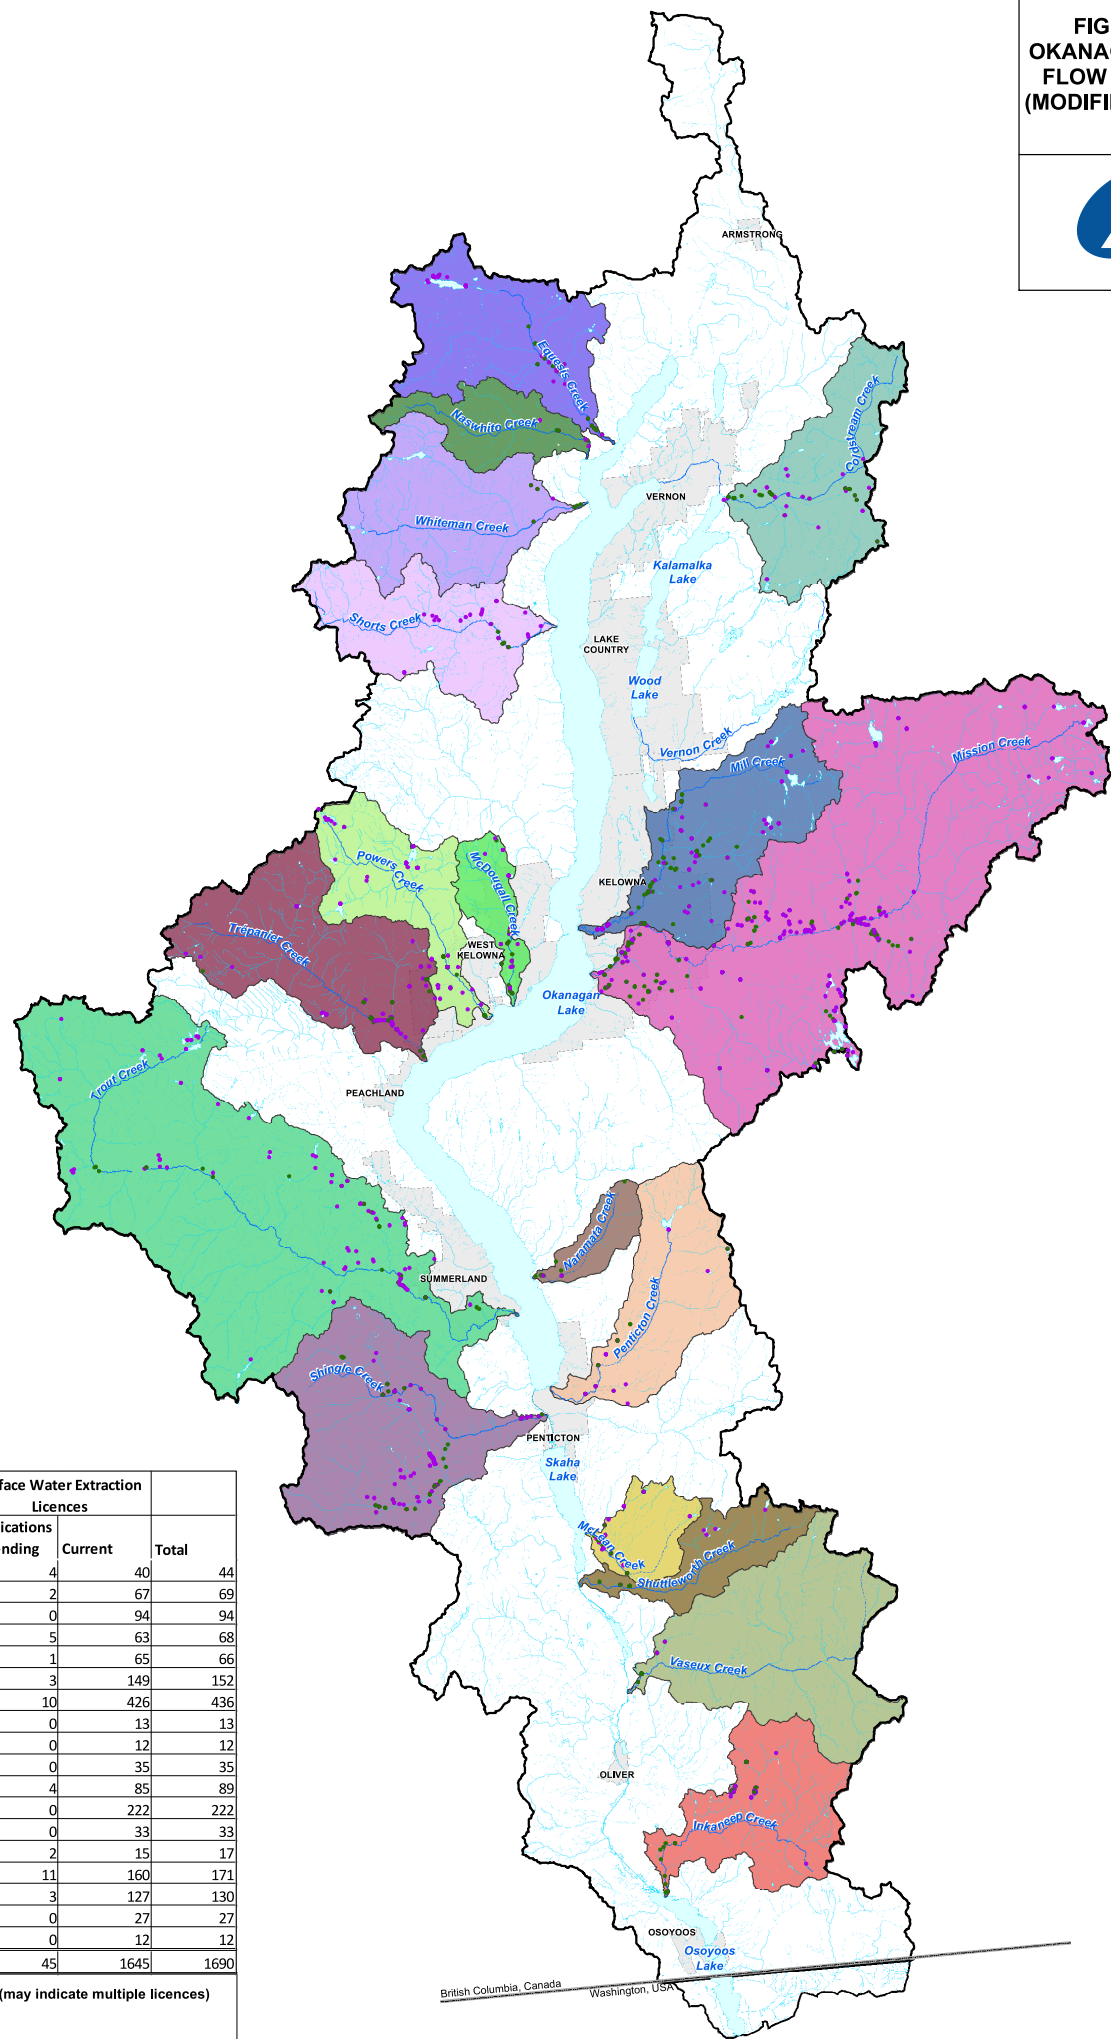 FIG
OKANAG
FLOW
(MODIFI
ARMSTRONG
Equesis Creek
Naswhito Creek
Coldstream Creek
VERNON
Whiteman Creek
Kalamalka
Lake
Shorts Creek
LAKE
COUNTRY
Wood
Lake
Vernon Creek
Mission Creek
Mill Creek
Powers Creek
McDougall Creek
KELOWNA
Trepanier Creek
WEST
KELOWNA
Okanagan
Lake
Trout Creek
PEACHLAND
Naramata Creek
SUMMERLAND
Penticton Creek
Shingle Creek
PENTICTON
Skaha
Lake
McLean Creek
Shuttleworth Creek
Vaseux Creek
OLIVER
Inkaneep Creek
OSOYOOS
Osoyoos
Lake
British Columbia, Canada
Washington, USA
face Water Extraction
Licences
ications
nding Current Total
4 40 44
2 67 69
0 94 94
5 63 68
1 65 66
3 149 152
10 426 436
0 13 13
0 12 12
0 35 35
4 85 89
0 222 222
0 33 33
2 15 17
11 160 171
3 127 130
0 27 27
0 12 12
45 1645 1690
(may indicate multiple licences)